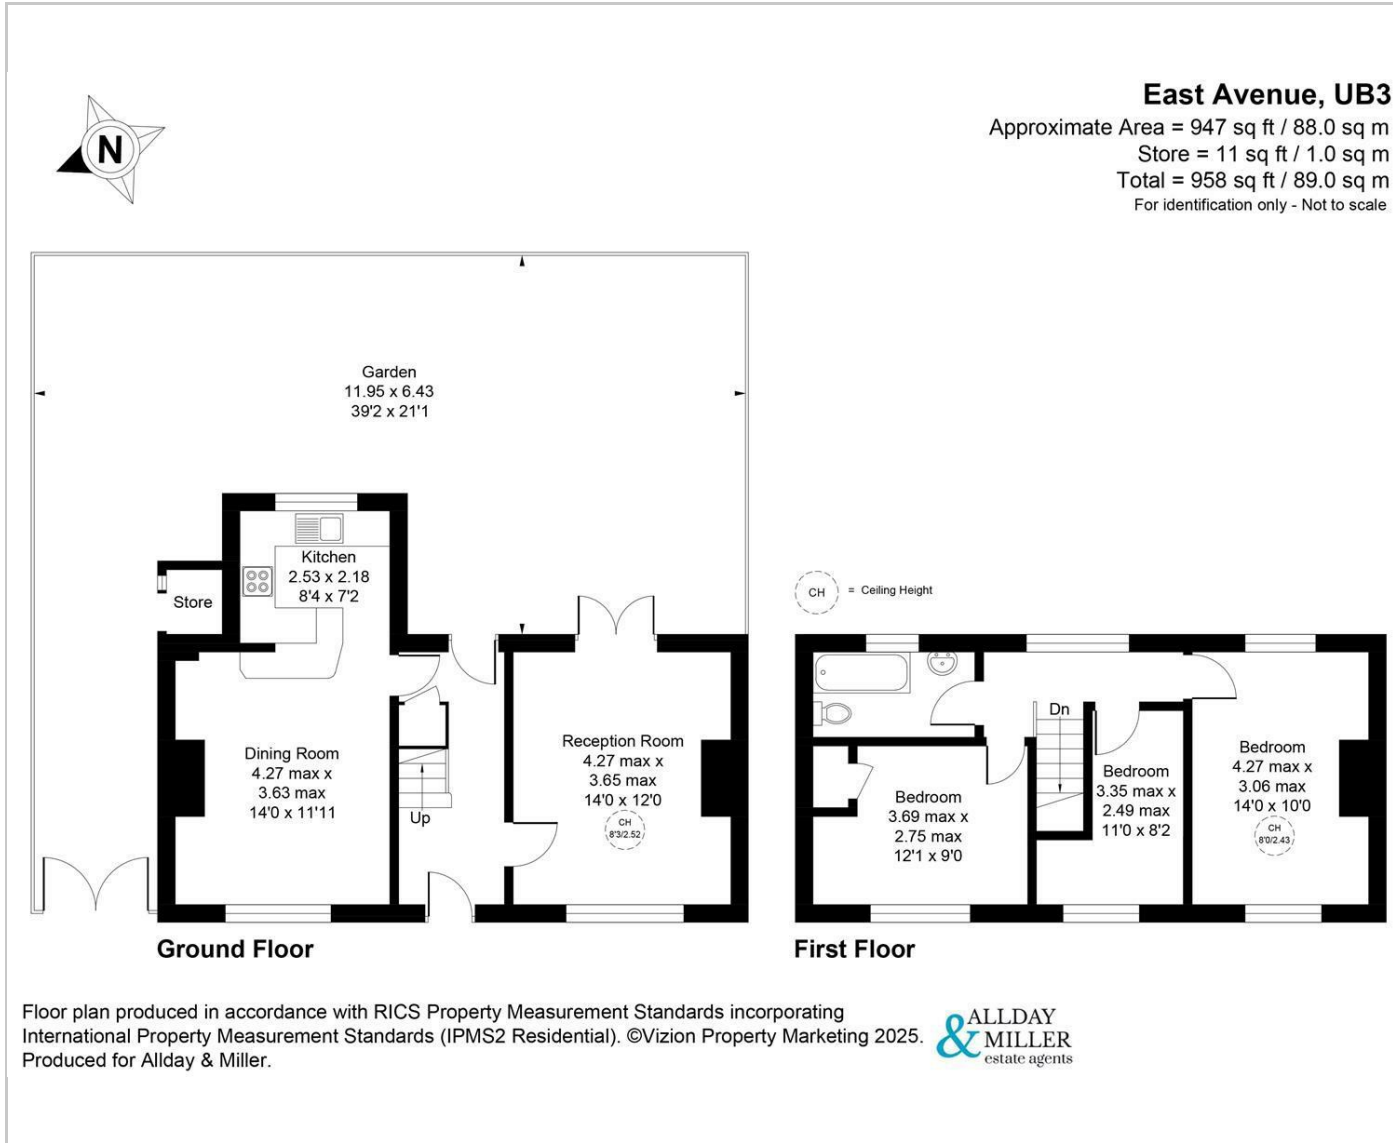 East Avenue, UB3
Approximate Area = 947 sq ft / 88.0 sq m
Store = 11 sq ft / 1.0 sq m
Total = 958 sq ft / 89.0 sq m
For identification only - Not to scale
N
Garden
11.95 x 6.43
39'2 x 21'1
Kitchen
2.53 x 2.18
8'4 x 7'2
Store
Dining Room
4.27 max x
3.63 max
14'0 x 11'11
Up
Reception Room
4.27 max x
3.65 max
14'0 x 12'0
CH
8'3/2.52
Ground Floor
CH = Ceiling Height
Dn
Bedroom
3.69 max x
2.75 max
12'1 x 9'0
Bedroom
3.35 max x
2.49 max
11'0 x 8'2
Bedroom
4.27 max x
3.06 max
14'0 x 10'0
CH
8'0/2.43
First Floor
Floor plan produced in accordance with RICS Property Measurement Standards incorporating
International Property Measurement Standards (IPMS2 Residential). ©Vizion Property Marketing 2025.
Produced for Allday & Miller.
ALLDAY
& MILLER
estate agents